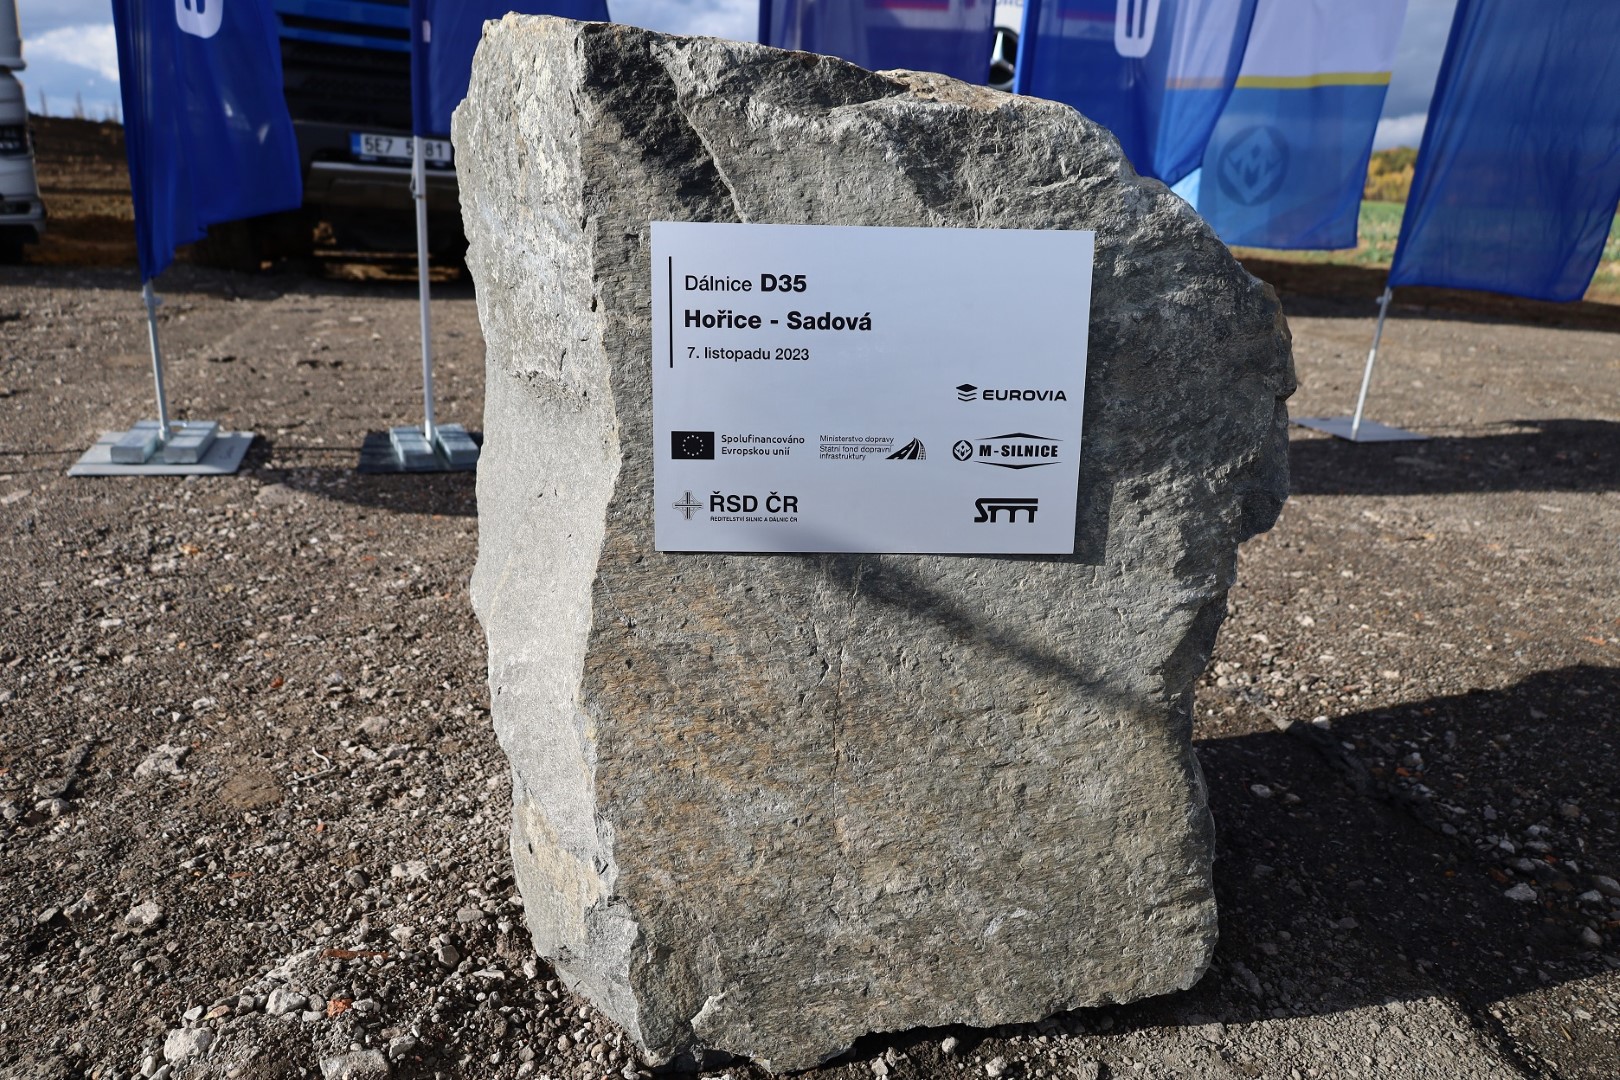 Dálnice D35
Hořice - Sadová
7. listopadu 2023
EUROVIA
Spolufinancováno
Evropskou unií
Ministerstvo dopravy
Státní fond dopravní
infrastruktury
M-SILNICE
ŘSD ČR
ŘEDITELSTVÍ SILNIC A DÁLNIC ČR
SMT